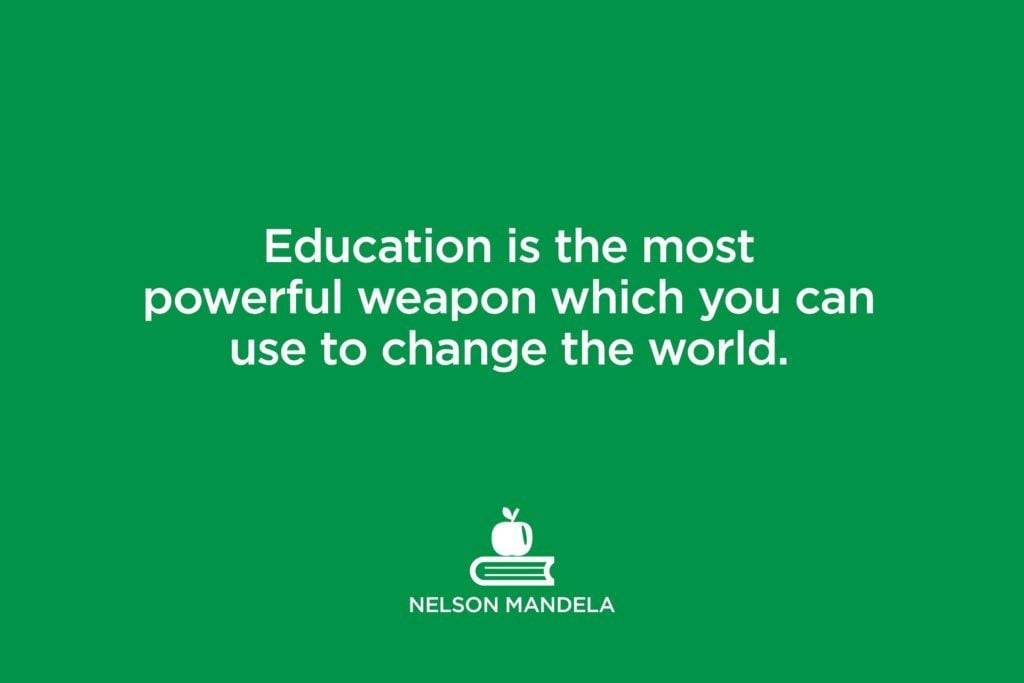 Education is the most
powerful weapon which you can
use to change the world.
NELSON MANDELA